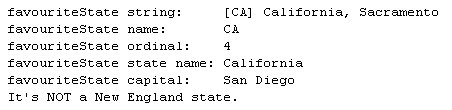 favouriteState string: [CA] California, Sacramento
favouriteState name: CA
favouriteState ordinal: 4
favouriteState state name: California
favouriteState capital: San Diego
It's NOT a New England state.